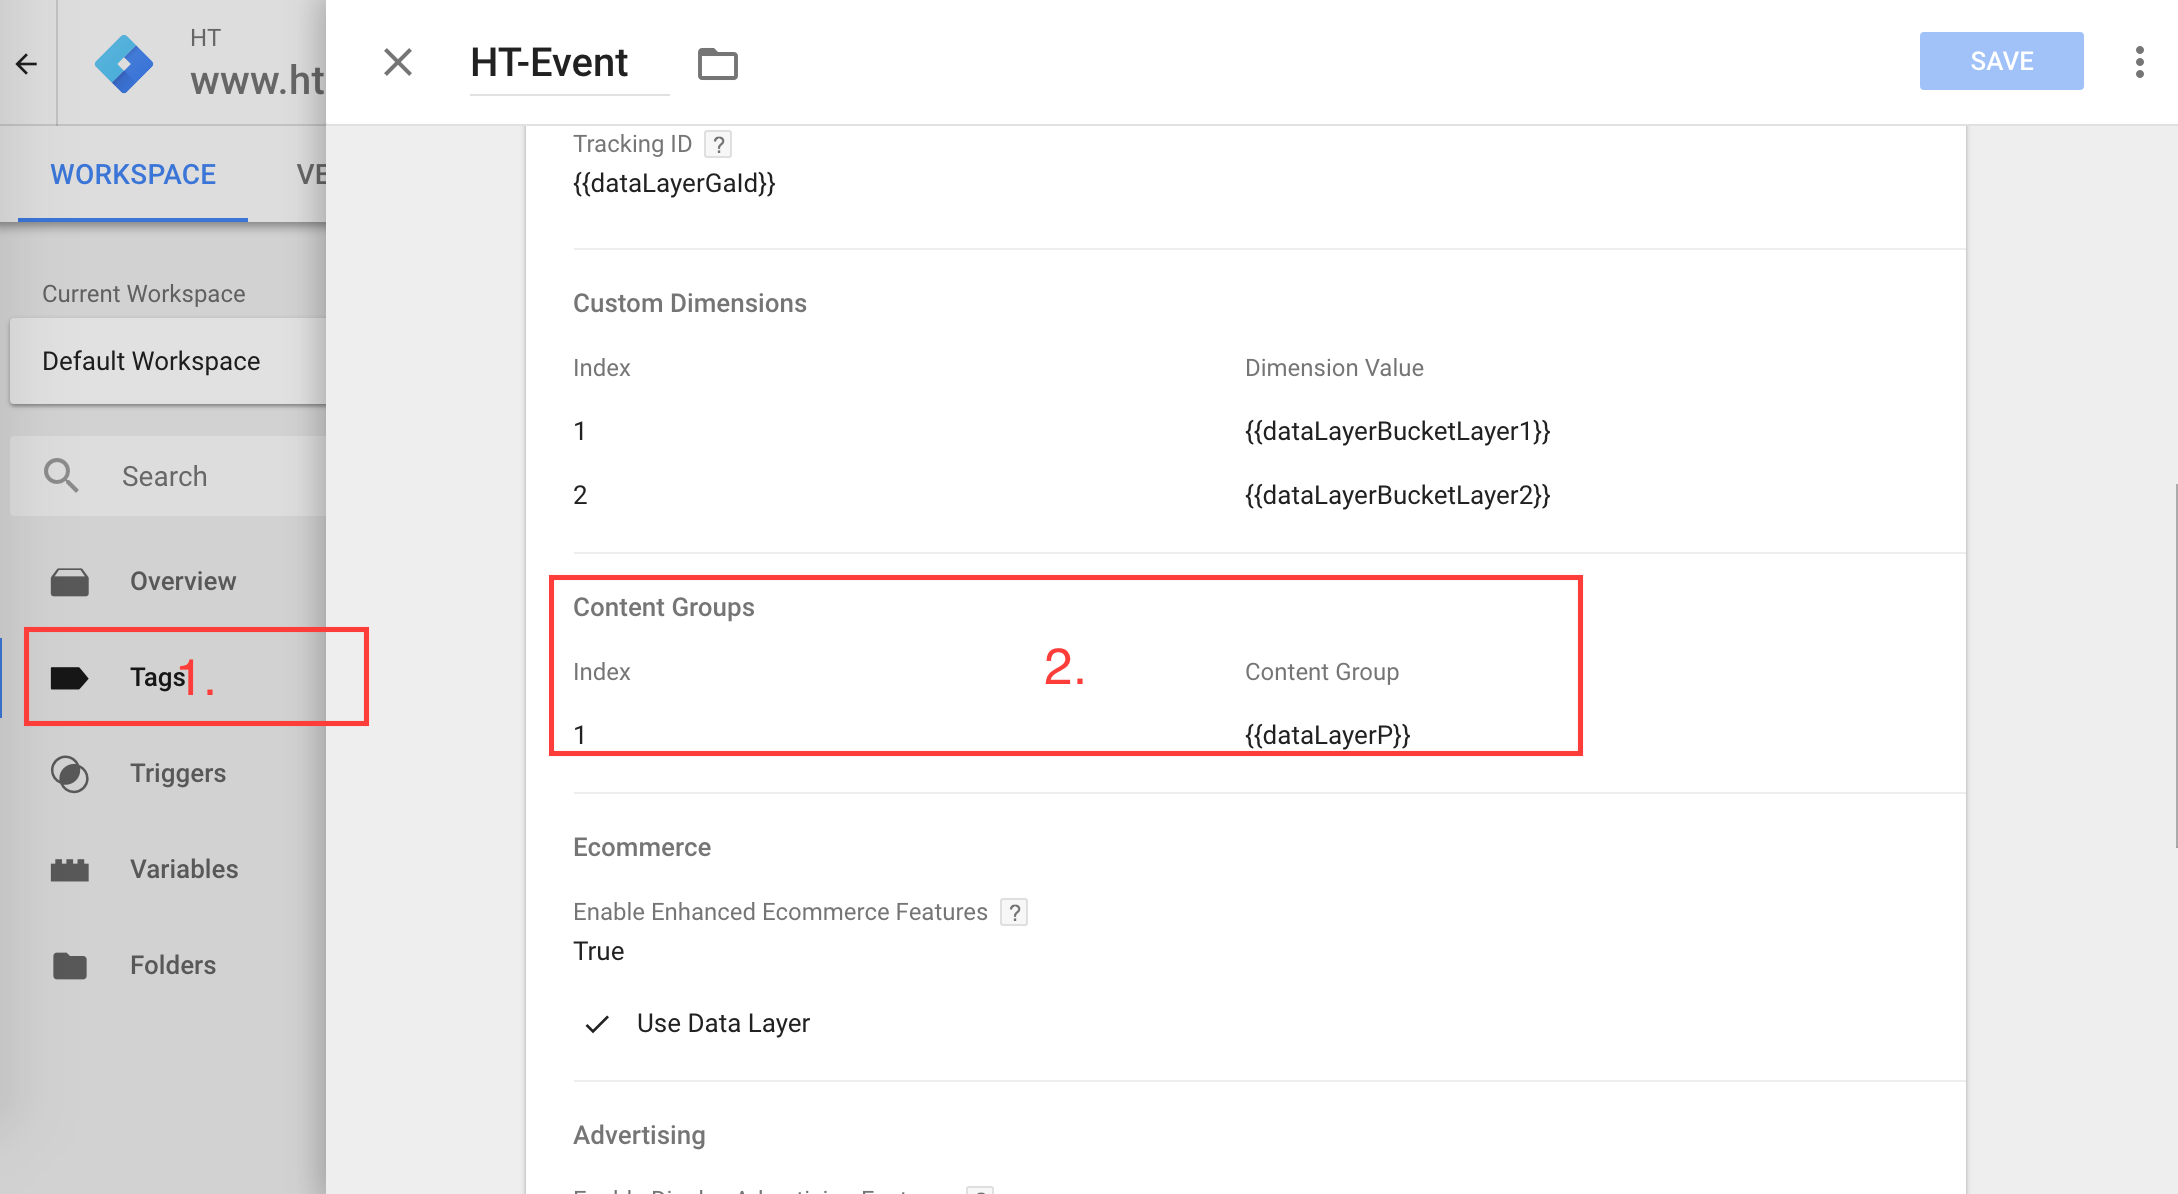 HT
www.ht
HT-Event
SAVE
WORKSPACE
VE
Current Workspace
Default Workspace
Search
Overview
Tags
1.
Triggers
Variables
Folders
Tracking ID ?
{{dataLayerGaId}}
Custom Dimensions
Index Dimension Value
1 {{dataLayerBucketLayer1}}
2 {{dataLayerBucketLayer2}}
Content Groups
Index 2. Content Group
1 {{dataLayerP}}
Ecommerce
Enable Enhanced Ecommerce Features ?
True
Use Data Layer
Advertising